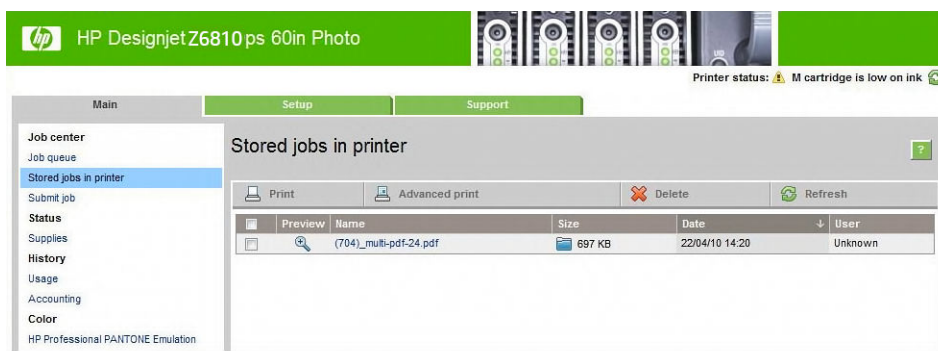 hp HP Designjet Z6810 ps 60in Photo
UID
Printer status: M cartridge is low on ink
Main Setup Support
Job center
Job queue
Stored jobs in printer
Submit job
Status
Supplies
History
Usage
Accounting
Color
HP Professional PANTONE Emulation
Stored jobs in printer
?
Print Advanced print Delete Refresh
Preview Name Size Date User
(704)_multi-pdf-24.pdf 697 KB 22/04/10 14:20 Unknown